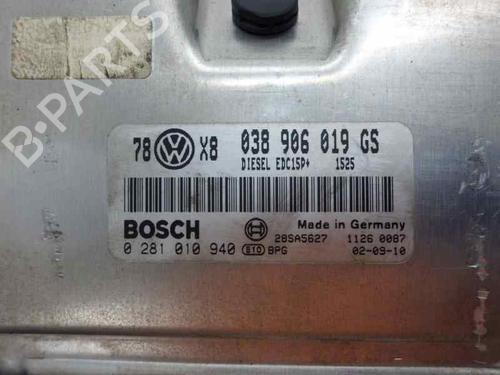 B-Parts
78 X8 038 906 019 GS
DIESEL EDC15P+ 1525
BOSCH
Made in Germany
0 281 010 940 STO BPG
28SA5627 1126 0087
02-09-10